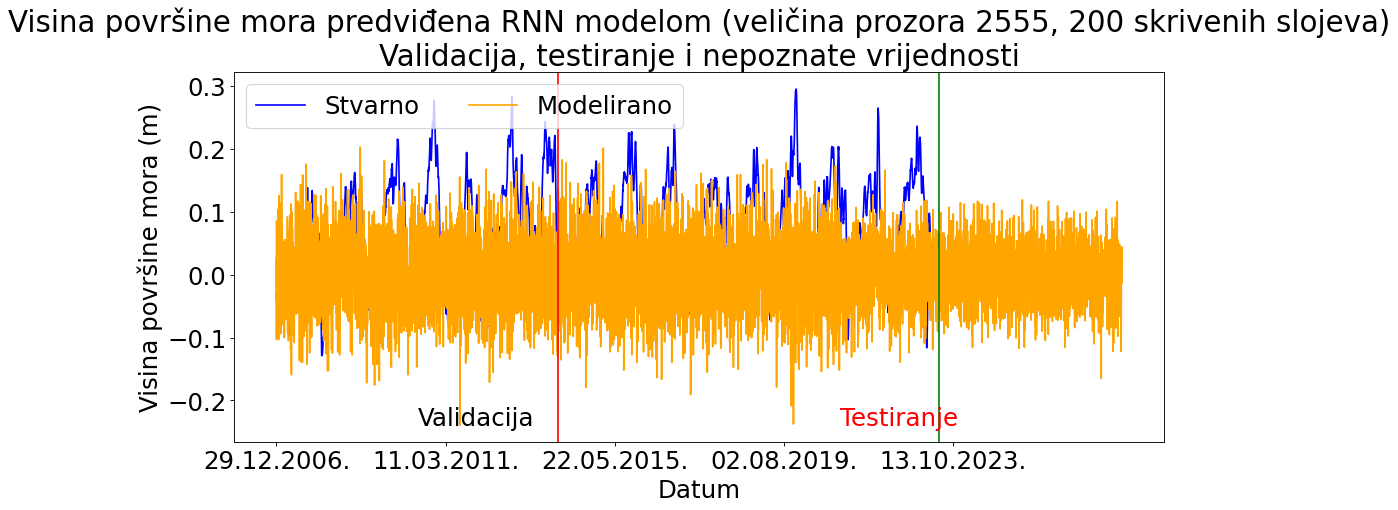 Visina površine mora predviđena RNN modelom (veličina prozora 2555, 200 skrivenih slojeva)
Validacija, testiranje i nepoznate vrijednosti
Stvarno
Modelirano
Visina površine mora (m)
0.3
0.2
0.1
0.0
−0.1
−0.2
Validacija
Testiranje
29.12.2006.
11.03.2011.
22.05.2015.
02.08.2019.
13.10.2023.
Datum